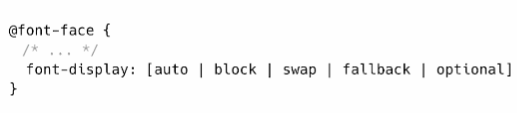 @font-face {
  /* ... */
  font-display: [auto | block | swap | fallback | optional]
}